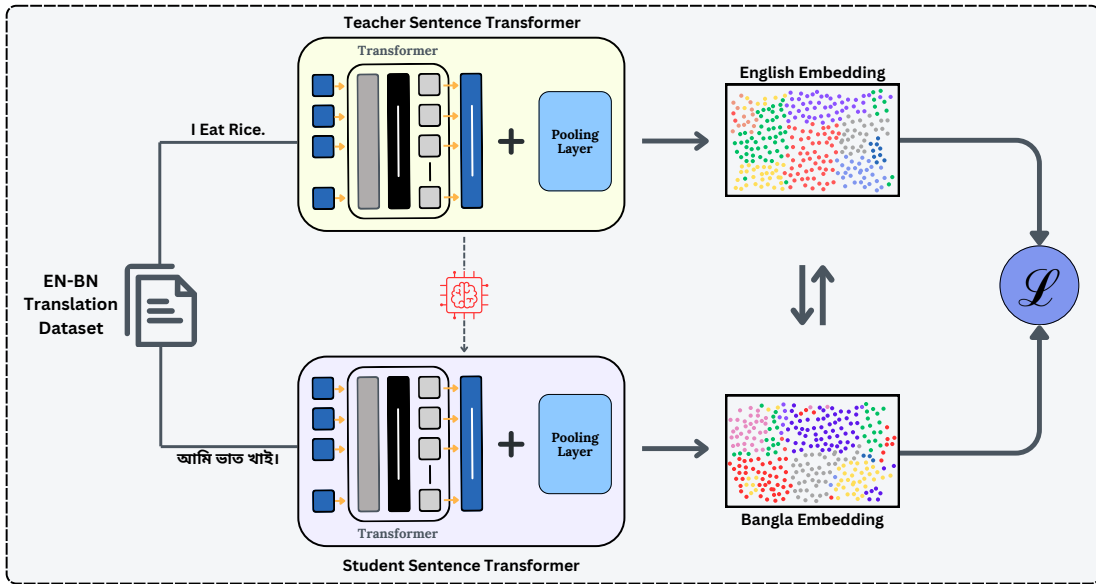 Teacher Sentence Transformer
Transformer
Pooling
Layer
English Embedding
I Eat Rice.
EN-BN
Translation
Dataset
ℒ
আমি ভাত খাই।
Pooling
Layer
Transformer
Student Sentence Transformer
Bangla Embedding